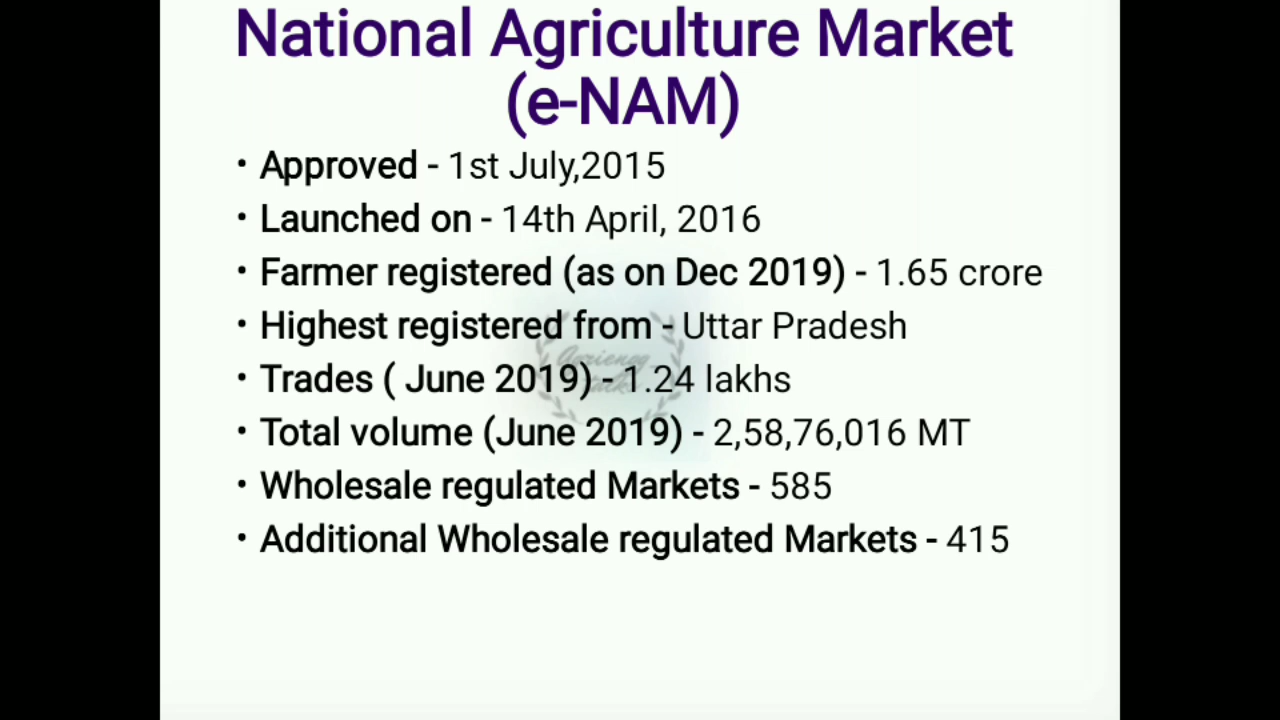 National Agriculture Market
(e-NAM)
• Approved - 1st July,2015
• Launched on - 14th April, 2016
• Farmer registered (as on Dec 2019) - 1.65 crore
• Highest registered from - Uttar Pradesh
• Trades ( June 2019) - 1.24 lakhs
• Total volume (June 2019) - 2,58,76,016 MT
• Wholesale regulated Markets - 585
• Additional Wholesale regulated Markets - 415